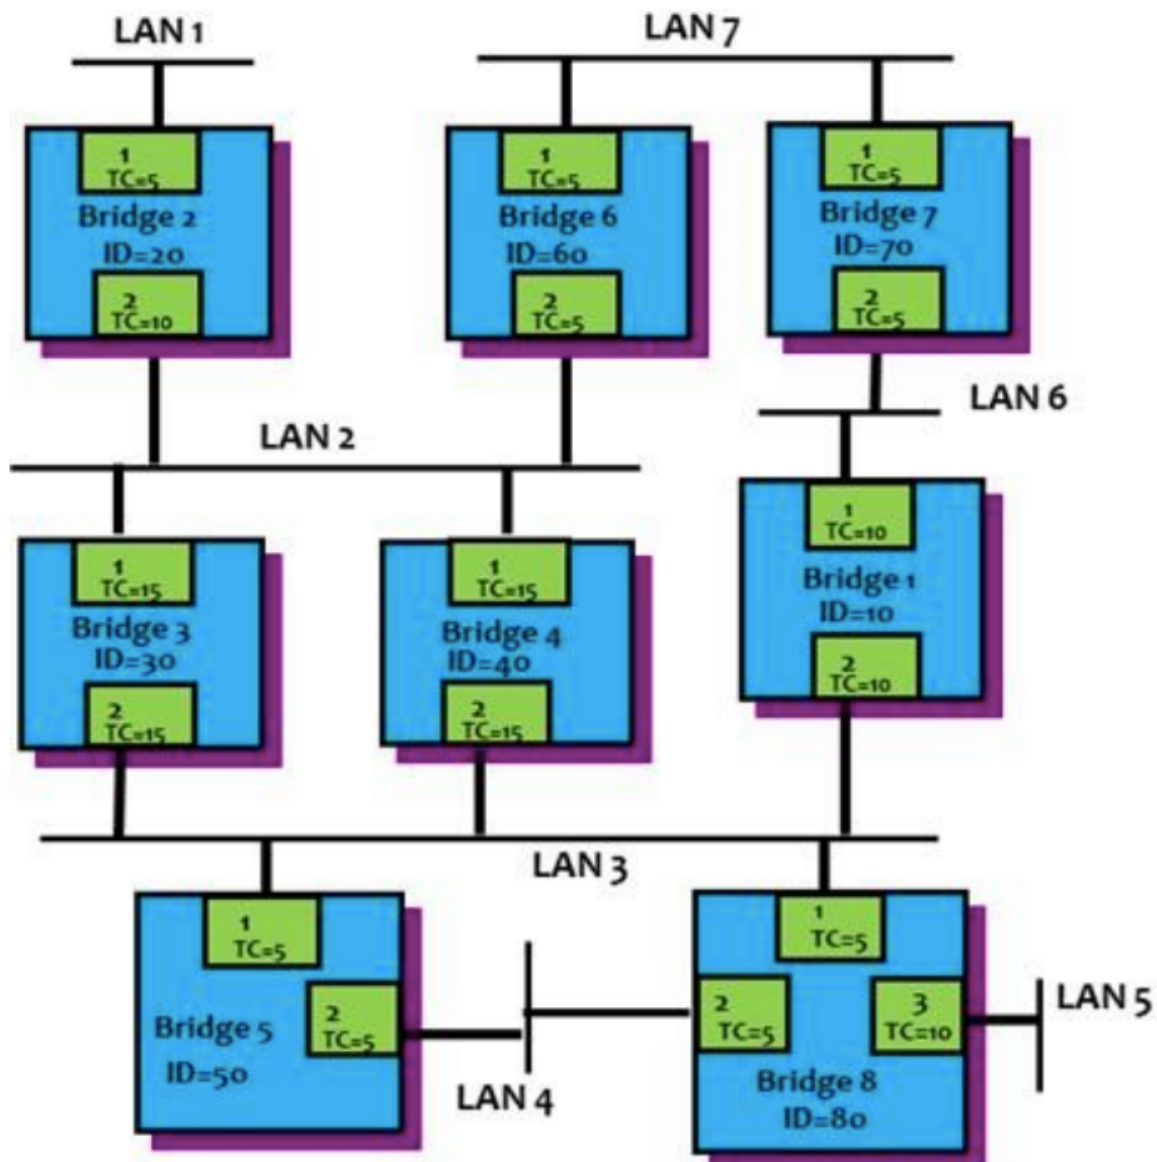 LAN 1
LAN 7
1
TC=5
Bridge 2
ID=20
2
TC=10
1
TC=5
Bridge 6
ID=60
2
TC=5
1
TC=5
Bridge 7
ID=70
2
TC=5
LAN 6
LAN 2
1
TC=15
Bridge 3
ID=30
2
TC=15
1
TC=15
Bridge 4
ID=40
2
TC=15
1
TC=10
Bridge 1
ID=10
2
TC=10
LAN 3
1
TC=5
2
TC=5
Bridge 5
ID=50
LAN 4
1
TC=5
2
TC=5
3
TC=10
Bridge 8
ID=80
LAN 5